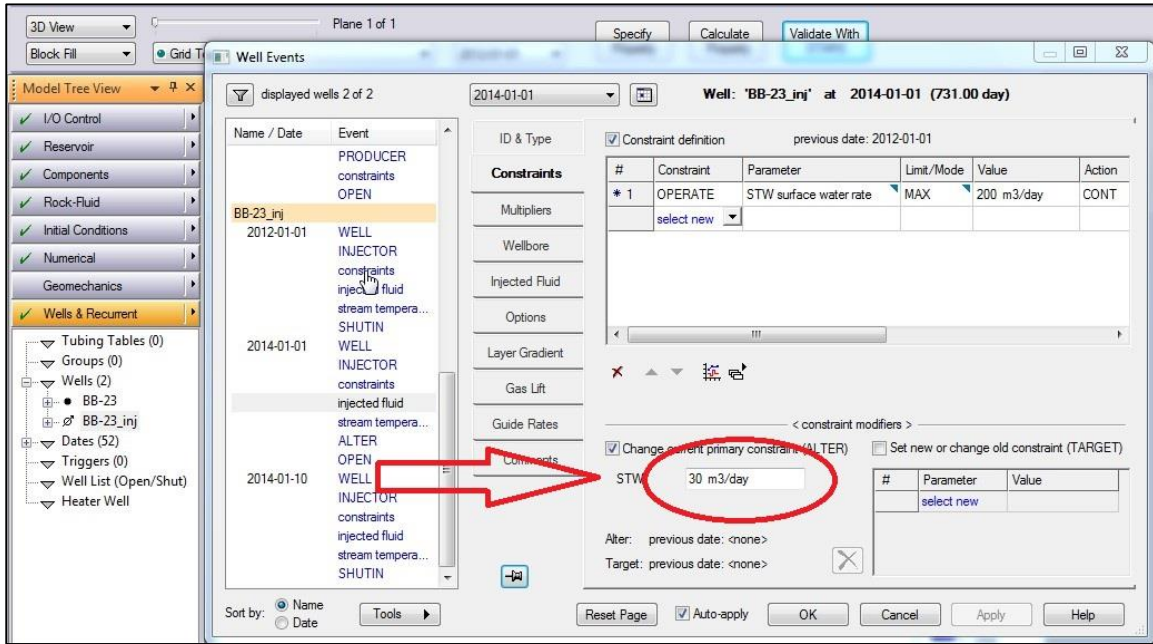 3D View
Plane 1 of 1
Specify
Calculate
Validate With
Block Fill
Grid T
Well Events
Model Tree View
I/O Control
Reservoir
Components
Rock-Fluid
Initial Conditions
Numerical
Geomechanics
Wells & Recurrent
Tubing Tables (0)
Groups (0)
Wells (2)
BB-23
BB-23_inj
Dates (52)
Triggers (0)
Well List (Open/Shut)
Heater Well
displayed wells 2 of 2
2014-01-01
Well: 'BB-23_inj' at 2014-01-01 (731.00 day)
Name / Date Event
PRODUCER
constraints
OPEN
BB-23_inj
2012-01-01 WELL
INJECTOR
constraints
injected fluid
stream tempera...
SHUTIN
2014-01-01 WELL
INJECTOR
constraints
injected fluid
stream tempera...
ALTER
OPEN
2014-01-10 WELL
INJECTOR
constraints
injected fluid
stream tempera...
SHUTIN
Sort by: Name
Date
Tools
ID & Type
Constraints
Multipliers
Wellbore
Injected Fluid
Options
Layer Gradient
Gas Lift
Guide Rates
Comments
Constraint definition previous date: 2012-01-01
# Constraint Parameter Limit/Mode Value Action
* 1 OPERATE STW surface water rate MAX 200 m3/day CONT
select new
< constraint modifiers >
Change current primary constraint (ALTER)
Set new or change old constraint (TARGET)
STW 30 m3/day
# Parameter Value
select new
Alter: previous date: <none>
Target: previous date: <none>
Reset Page
Auto-apply
OK
Cancel
Apply
Help